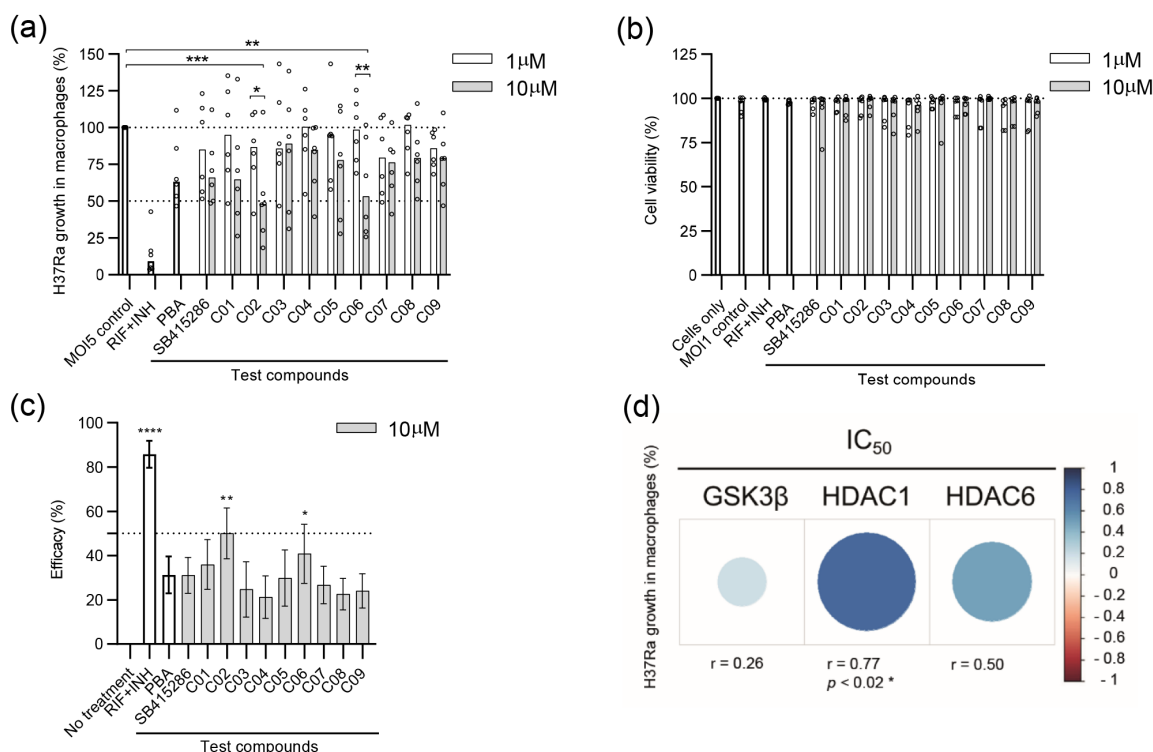 (a)
H37Ra growth in macrophages (%)
150
125
100
75
50
25
0
**
***
*
**
1μM
10μM
MOI5 control
RIF+INH
PBA
SB415286
C01
C02
C03
C04
C05
C06
C07
C08
C09
Test compounds
(b)
Cell viability (%)
125
100
75
50
25
0
1μM
10μM
Cells only
MOI1 control
RIF+INH
PBA
SB415286
C01
C02
C03
C04
C05
C06
C07
C08
C09
Test compounds
(c)
Efficacy (%)
100
80
60
40
20
0
****
**
*
10μM
No treatment
RIF+INH
PBA
SB415286
C01
C02
C03
C04
C05
C06
C07
C08
C09
Test compounds
(d)
H37Ra growth in macrophages (%)
IC50
GSK3β HDAC1 HDAC6
r = 0.26 r = 0.77 r = 0.50
p < 0.02 *
1
0.8
0.6
0.4
0.2
0
- 0.2
- 0.4
- 0.6
- 0.8
- 1